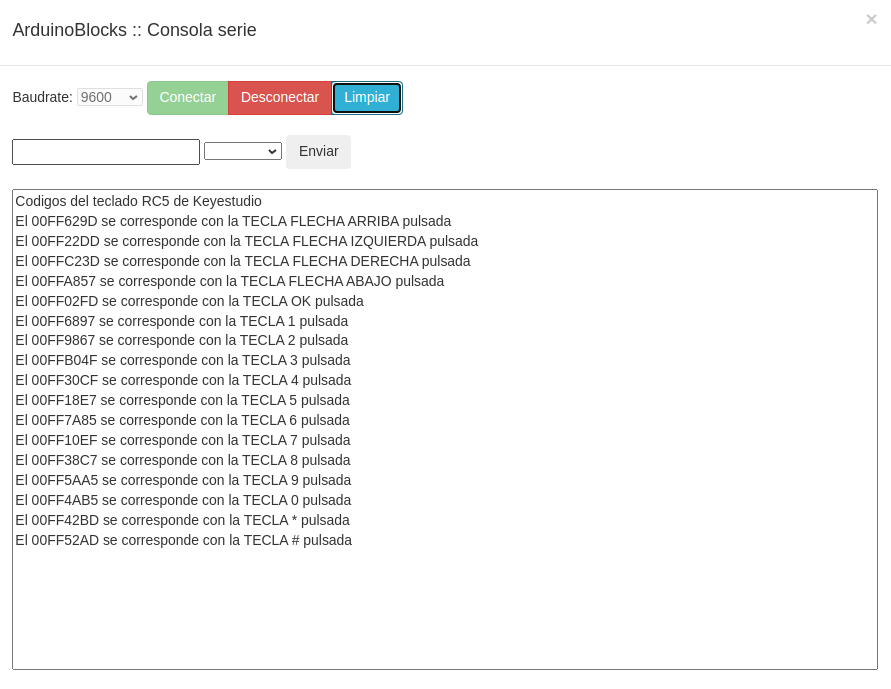 ArduinoBlocks :: Consola serie
×
Baudrate: 9600 Conectar Desconectar Limpiar
Enviar
Codigos del teclado RC5 de Keyestudio
El 00FF629D se corresponde con la TECLA FLECHA ARRIBA pulsada
El 00FF22DD se corresponde con la TECLA FLECHA IZQUIERDA pulsada
El 00FFC23D se corresponde con la TECLA FLECHA DERECHA pulsada
El 00FFA857 se corresponde con la TECLA FLECHA ABAJO pulsada
El 00FF02FD se corresponde con la TECLA OK pulsada
El 00FF6897 se corresponde con la TECLA 1 pulsada
El 00FF9867 se corresponde con la TECLA 2 pulsada
El 00FFB04F se corresponde con la TECLA 3 pulsada
El 00FF30CF se corresponde con la TECLA 4 pulsada
El 00FF18E7 se corresponde con la TECLA 5 pulsada
El 00FF7A85 se corresponde con la TECLA 6 pulsada
El 00FF10EF se corresponde con la TECLA 7 pulsada
El 00FF38C7 se corresponde con la TECLA 8 pulsada
El 00FF5AA5 se corresponde con la TECLA 9 pulsada
El 00FF4AB5 se corresponde con la TECLA 0 pulsada
El 00FF42BD se corresponde con la TECLA * pulsada
El 00FF52AD se corresponde con la TECLA # pulsada